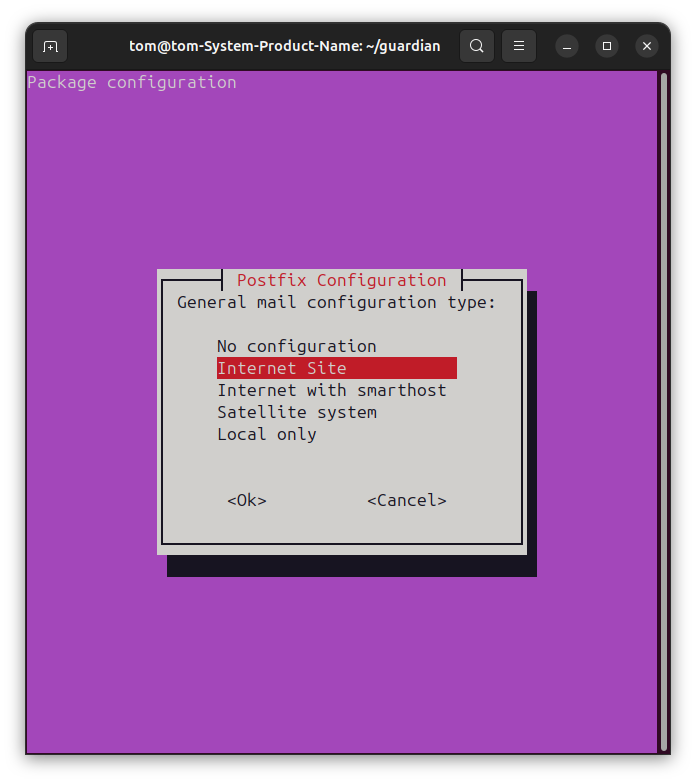 tom@tom-System-Product-Name: ~/guardian
Package configuration
Postfix Configuration
General mail configuration type:
No configuration
Internet Site
Internet with smarthost
Satellite system
Local only
<Ok> <Cancel>